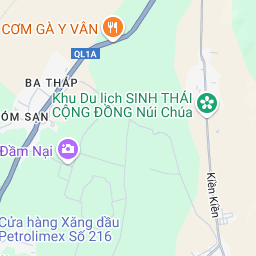 CƠM GÀ Y VÂN
QL1A
BA THÁP
Khu Du lịch SINH THÁI
CỘNG ĐỒNG Núi Chúa
ÓM SAN
Đầm Nại
Kiền Kiền
Cửa hàng Xăng dầu
Petrolimex Số 216